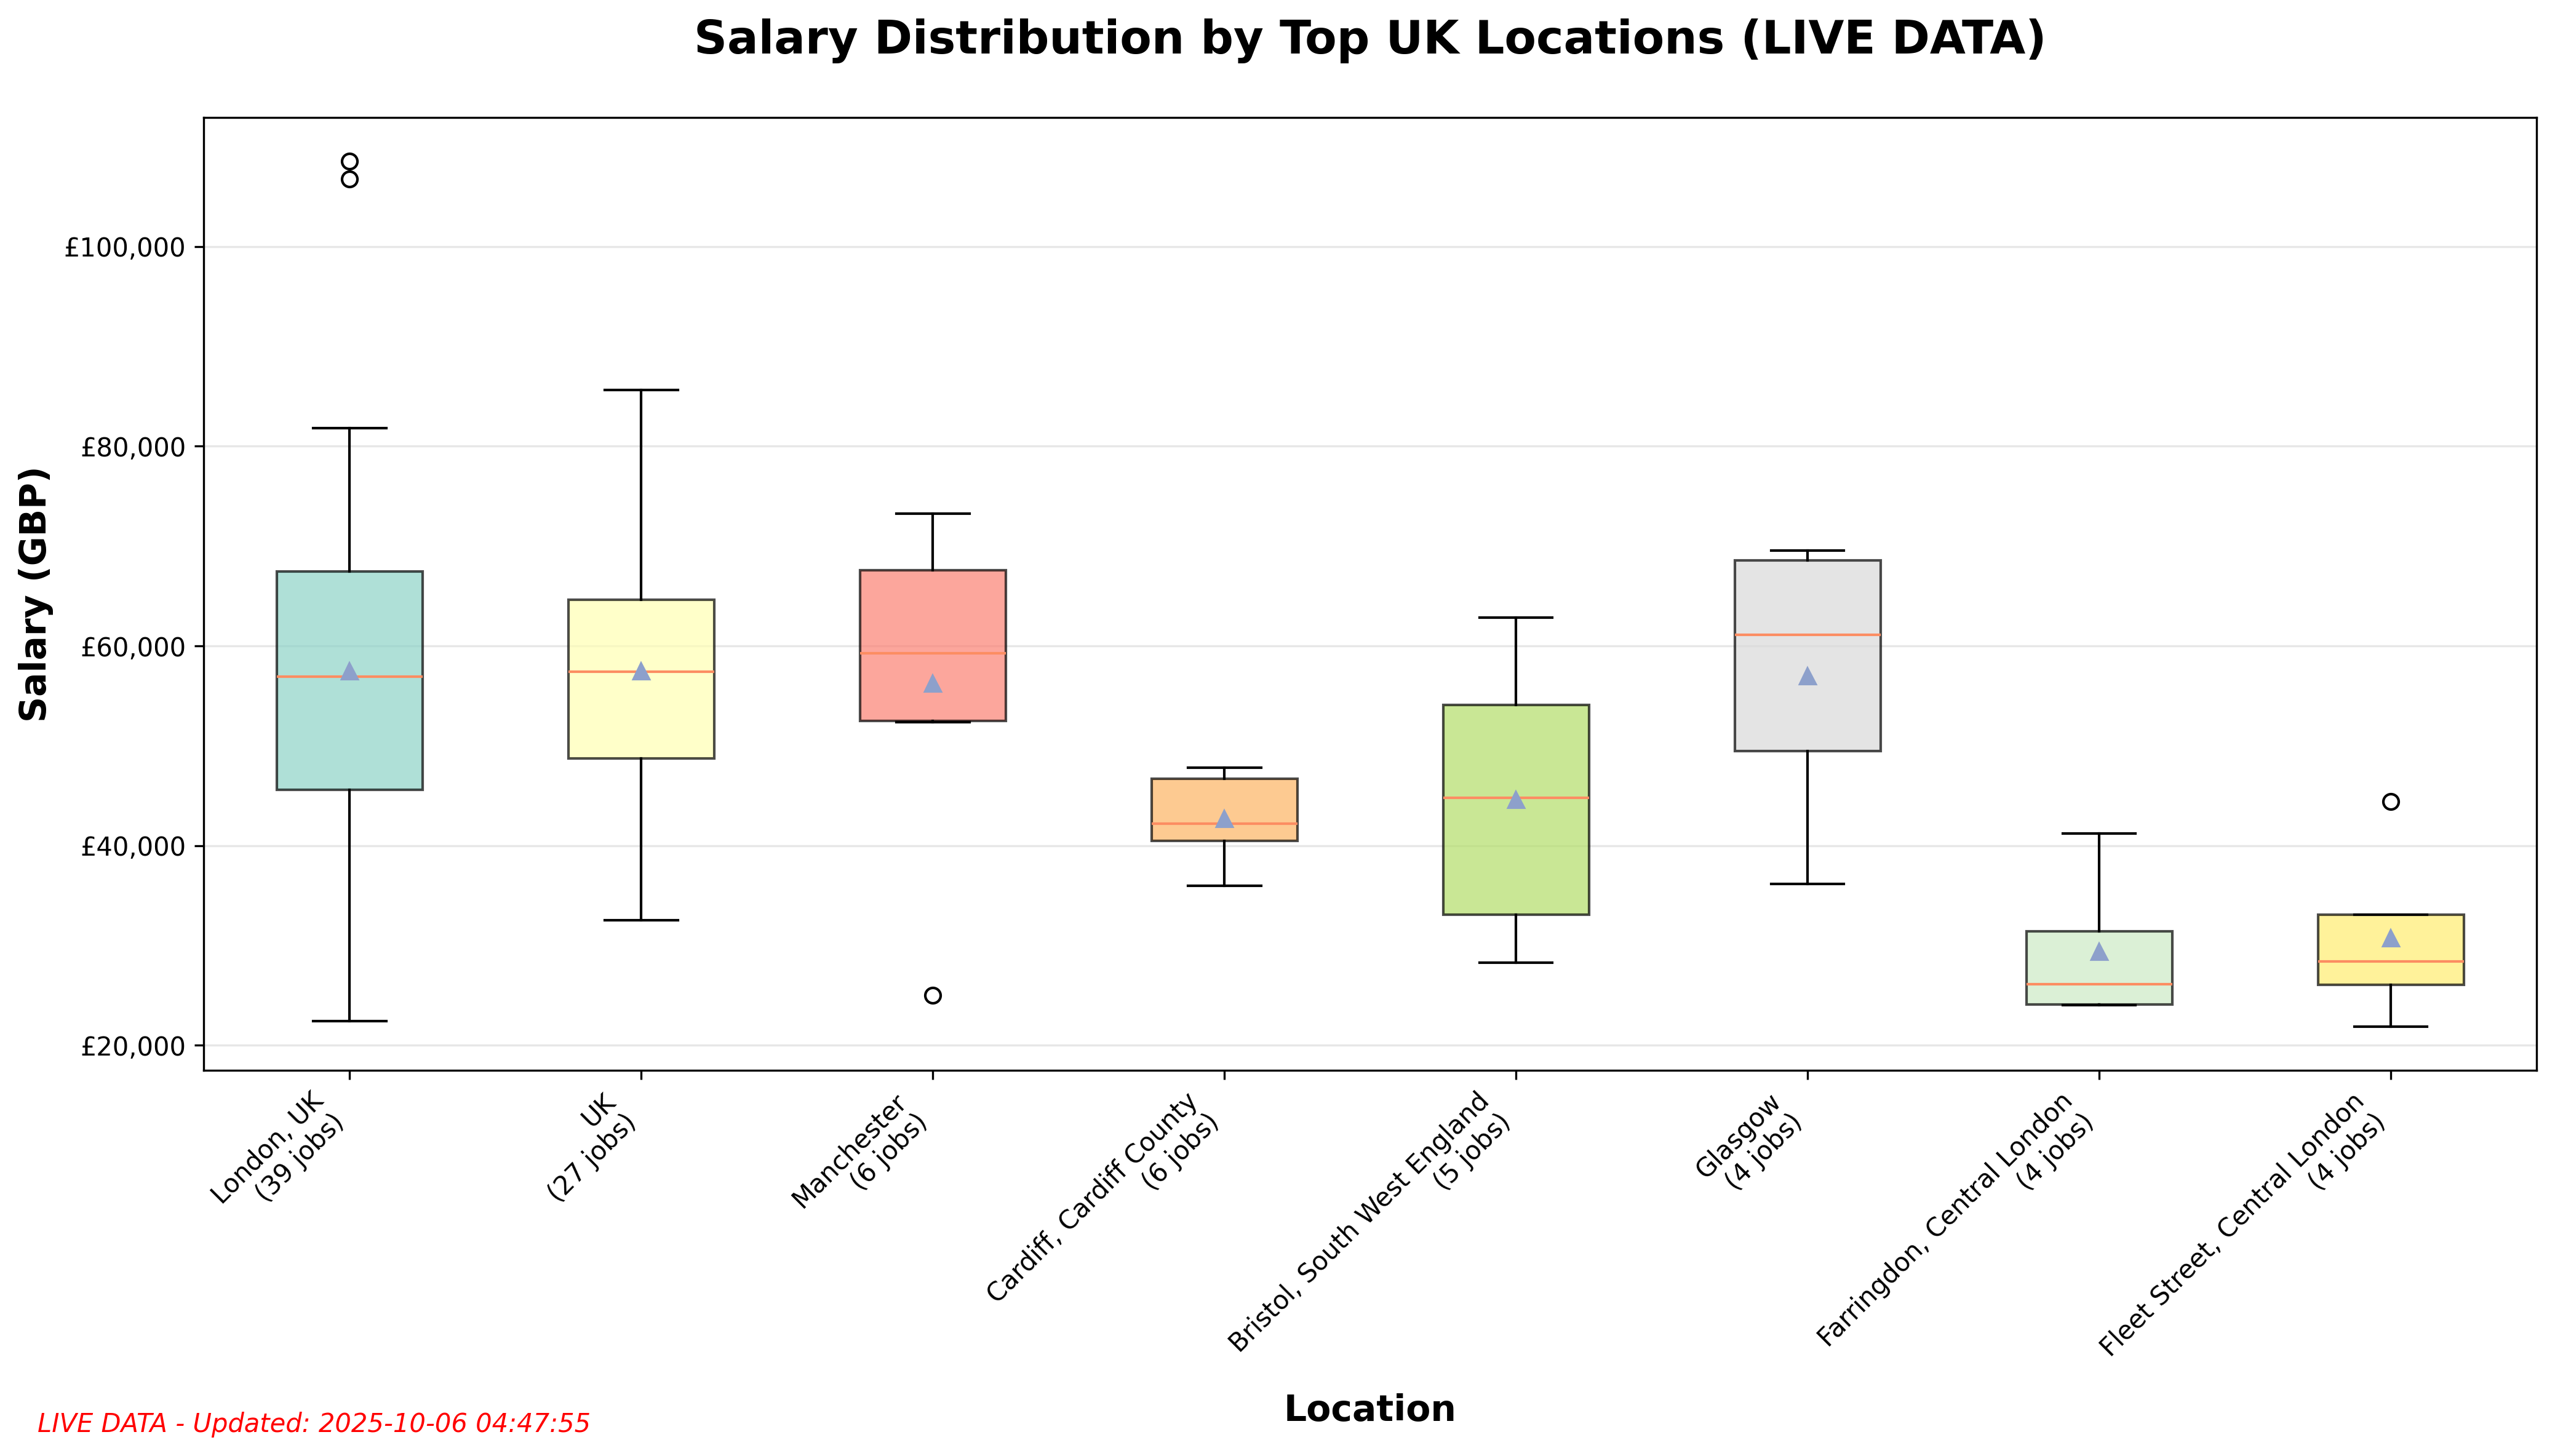 Salary Distribution by Top UK Locations (LIVE DATA)
Salary (GBP)
£100,000
£80,000
£60,000
£40,000
£20,000
London, UK
(39 jobs)
UK
(27 jobs)
Manchester
(6 jobs)
Cardiff, Cardiff County
(6 jobs)
Bristol, South West England
(5 jobs)
Glasgow
(4 jobs)
Farringdon, Central London
(4 jobs)
Fleet Street, Central London
(4 jobs)
Location
LIVE DATA - Updated: 2025-10-06 04:47:55